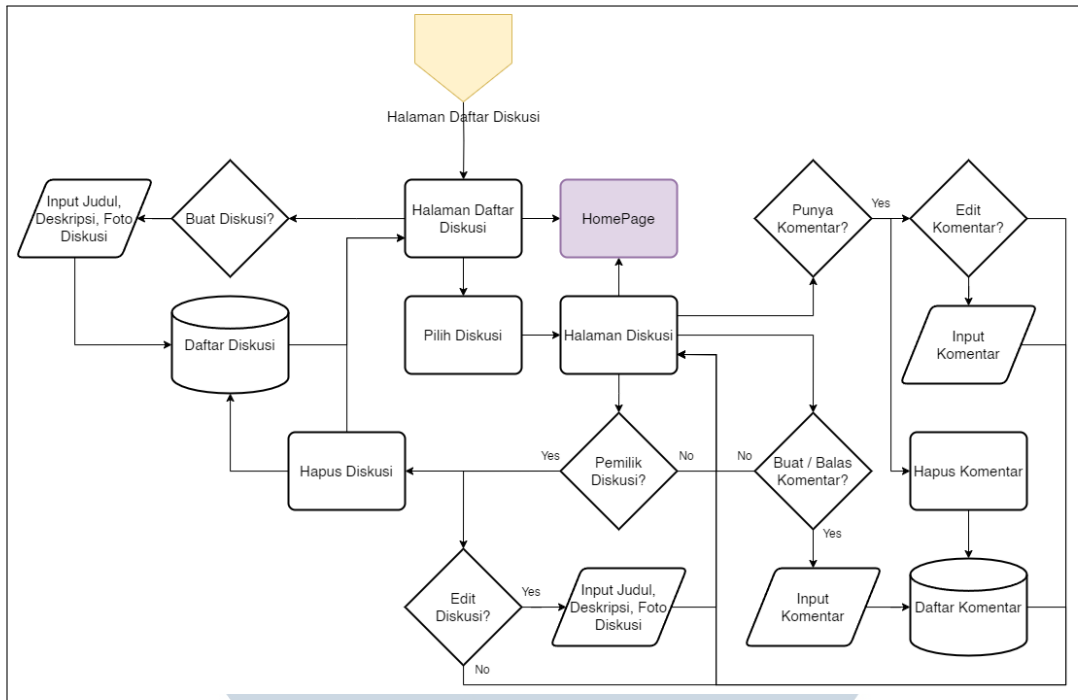 Halaman Daftar Diskusi
Input Judul,
Deskripsi, Foto
Diskusi
Buat Diskusi?
Halaman Daftar
Diskusi
HomePage
Punya
Komentar?
Yes
Edit
Komentar?
Daftar Diskusi
Pilih Diskusi
Halaman Diskusi
Input
Komentar
Hapus Diskusi
Yes
Pemilik
Diskusi?
No
No
Buat / Balas
Komentar?
Hapus Komentar
Yes
Edit
Diskusi?
Yes
Input Judul,
Deskripsi, Foto
Diskusi
Input
Komentar
Daftar Komentar
No